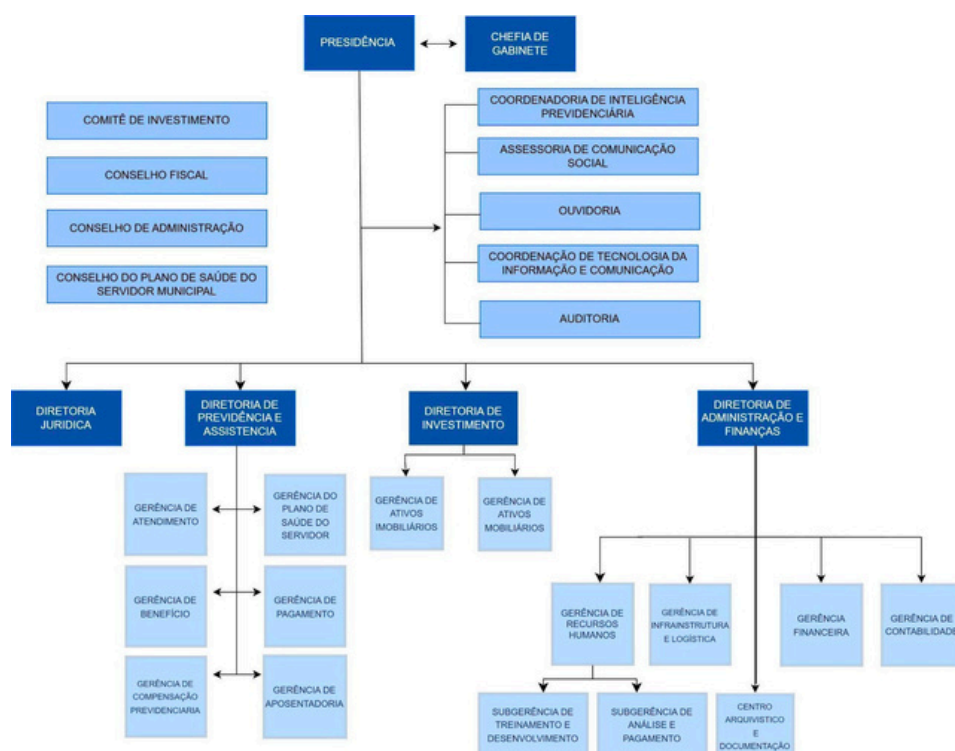 PRESIDÊNCIA
CHEFIA DE
GABINETE
COMITÊ DE INVESTIMENTO
CONSELHO FISCAL
CONSELHO DE ADMINISTRAÇÃO
CONSELHO DO PLANO DE SAÚDE DO
SERVIDOR MUNICIPAL
COORDENADORIA DE INTELIGÊNCIA
PREVIDENCIÁRIA
ASSESSORIA DE COMUNICAÇÃO
SOCIAL
OUVIDORIA
COORDENAÇÃO DE TECNOLOGIA DA
INFORMAÇÃO E COMUNICAÇÃO
AUDITORIA
DIRETORIA
JURIDICA
DIRETORIA DE
PREVIDÊNCIA E
ASSISTENCIA
DIRETORIA DE
INVESTIMENTO
DIRETORIA DE
ADMINISTRAÇÃO E
FINANÇAS
GERÊNCIA DE
ATENDIMENTO
GERÊNCIA DO
PLANO DE
SAÚDE DO
SERVIDOR
GERÊNCIA DE
BENEFÍCIO
GERÊNCIA DE
PAGAMENTO
GERÊNCIA DE
COMPENSAÇÃO
PREVIDENCIARIA
GERÊNCIA DE
APOSENTADORIA
GERÊNCIA DE
ATIVOS
IMOBILIÁRIOS
GERÊNCIA DE
ATIVOS
MOBILIÁRIOS
GERÊNCIA DE
RECURSOS
HUMANOS
GERÊNCIA DE
INFRAINSTRUTURA
E LOGÍSTICA
GERÊNCIA
FINANCEIRA
GERÊNCIA DE
CONTABILIDADE
SUBGERÊNCIA DE
TREINAMENTO E
DESENVOLVIMENTO
SUBGERÊNCIA DE
ANÁLISE E
PAGAMENTO
CENTRO
ARQUIVISTICO
E
DOCUMENTAÇÃO